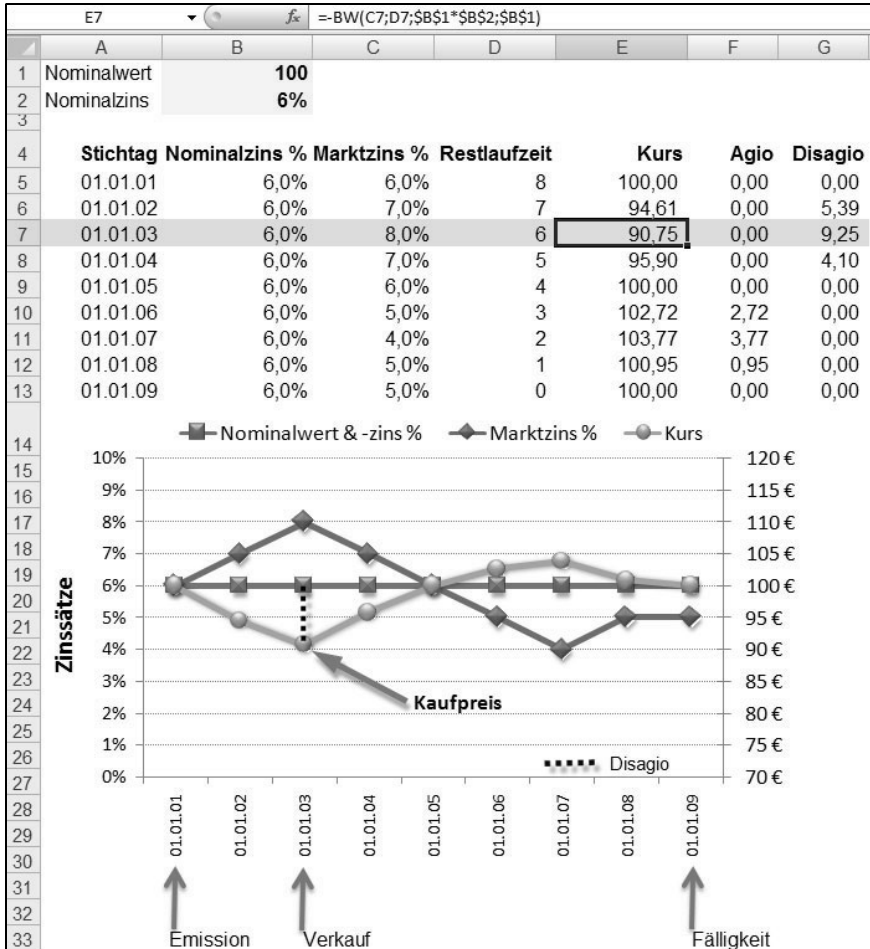 E7 fx =-BW(C7;D7;$B$1*$B$2;$B$1)
A B C D E F G
1 Nominalwert 100
2 Nominalzins 6%
3
4 Stichtag Nominalzins % Marktzins % Restlaufzeit Kurs Agio Disagio
5 01.01.01 6,0% 6,0% 8 100,00 0,00 0,00
6 01.01.02 6,0% 7,0% 7 94,61 0,00 5,39
7 01.01.03 6,0% 8,0% 6 90,75 0,00 9,25
8 01.01.04 6,0% 7,0% 5 95,90 0,00 4,10
9 01.01.05 6,0% 6,0% 4 100,00 0,00 0,00
10 01.01.06 6,0% 5,0% 3 102,72 2,72 0,00
11 01.01.07 6,0% 4,0% 2 103,77 3,77 0,00
12 01.01.08 6,0% 5,0% 1 100,95 0,95 0,00
13 01.01.09 6,0% 5,0% 0 100,00 0,00 0,00
14 Nominalwert & -zins % Marktzins % Kurs
15 10% 120 €
16 9% 115 €
17 8% 110 €
18 7% 105 €
19 6% 100 €
20 5% 95 €
21 4% 90 €
22 3% 85 €
23 2% 80 €
24 1% 75 €
25 0% 70 €
26
27
Zinssätze
Kaufpreis
Disagio
28 01.01.01 01.01.02 01.01.03 01.01.04 01.01.05 01.01.06 01.01.07 01.01.08 01.01.09
29
30
31
32
33 Emission Verkauf Fälligkeit